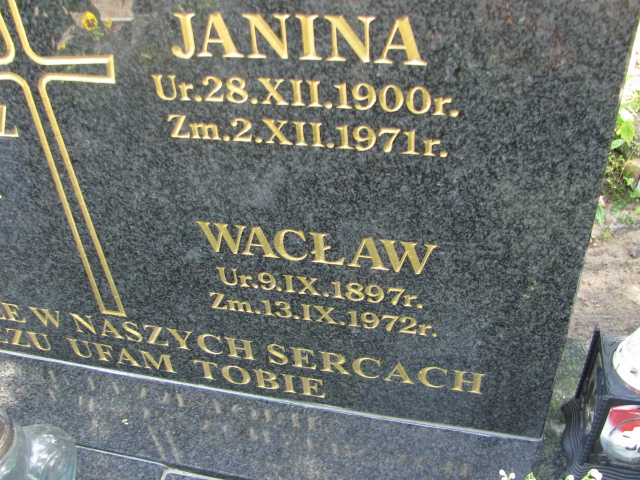 JANINA
Ur.28.XII.1900r.
Zm.2.XII.1971r.
WACŁAW
Ur.9.IX.1897r.
Zm.13.IX.1972r.
W NASZYCH SERCACH
UFAM TOBIE